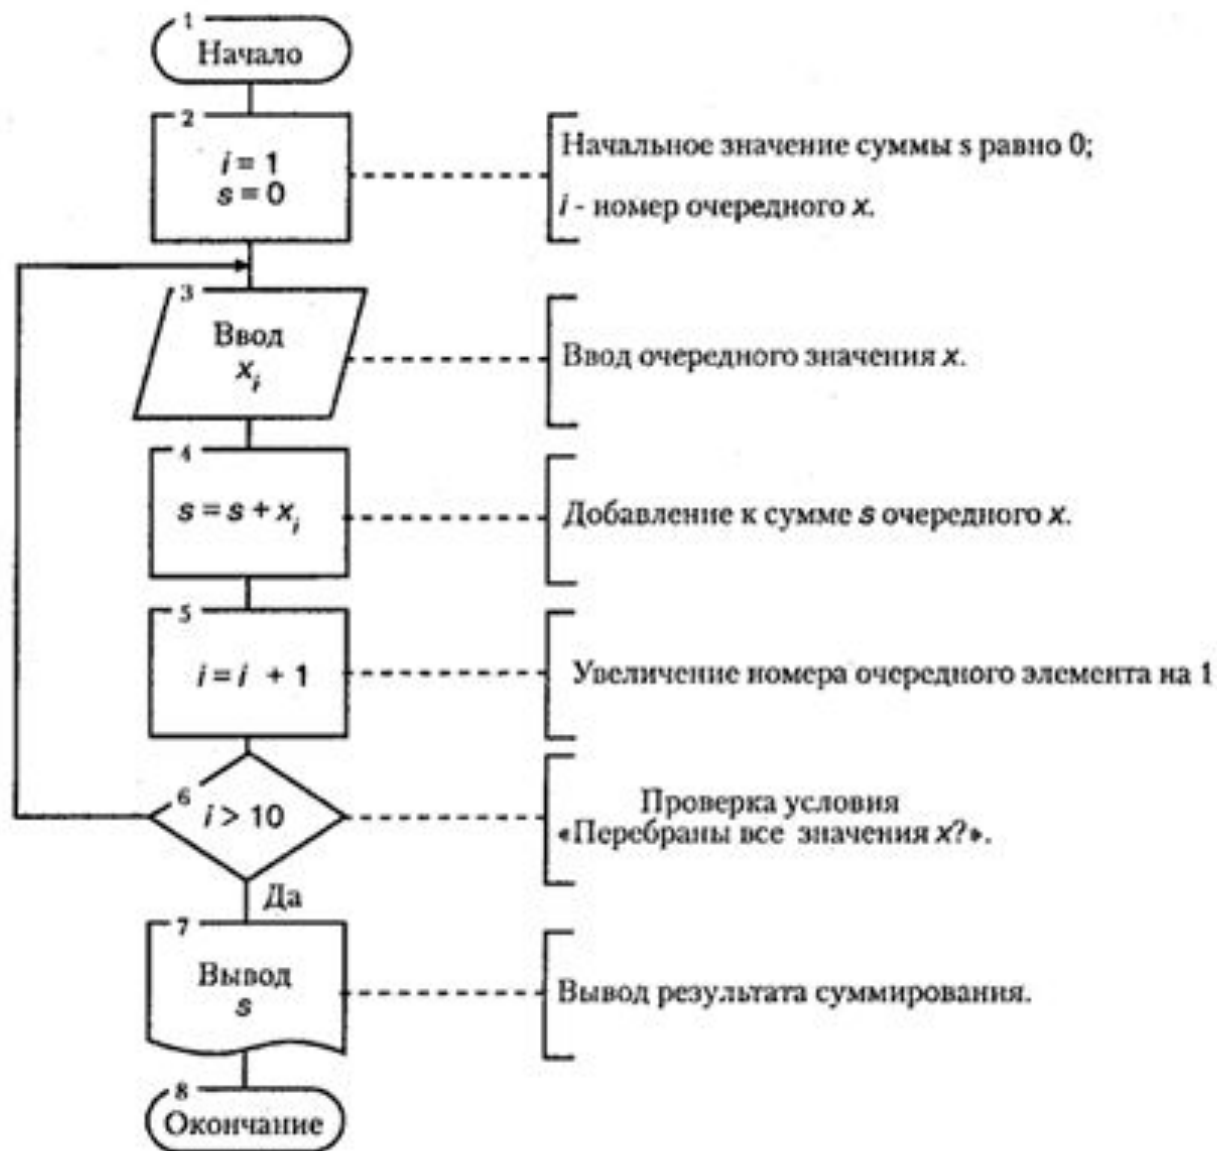 1
Начало
2
i = 1
s = 0
Начальное значение суммы s равно 0;
i - номер очередного x.
3
Ввод
xi
Ввод очередного значения x.
4
s = s + xi
Добавление к сумме s очередного x.
5
i = i + 1
Увеличение номера очередного элемента на 1
6
i > 10
Проверка условия
«Перебраны все значения x?».
Да
7
Вывод
s
Вывод результата суммирования.
8
Окончание